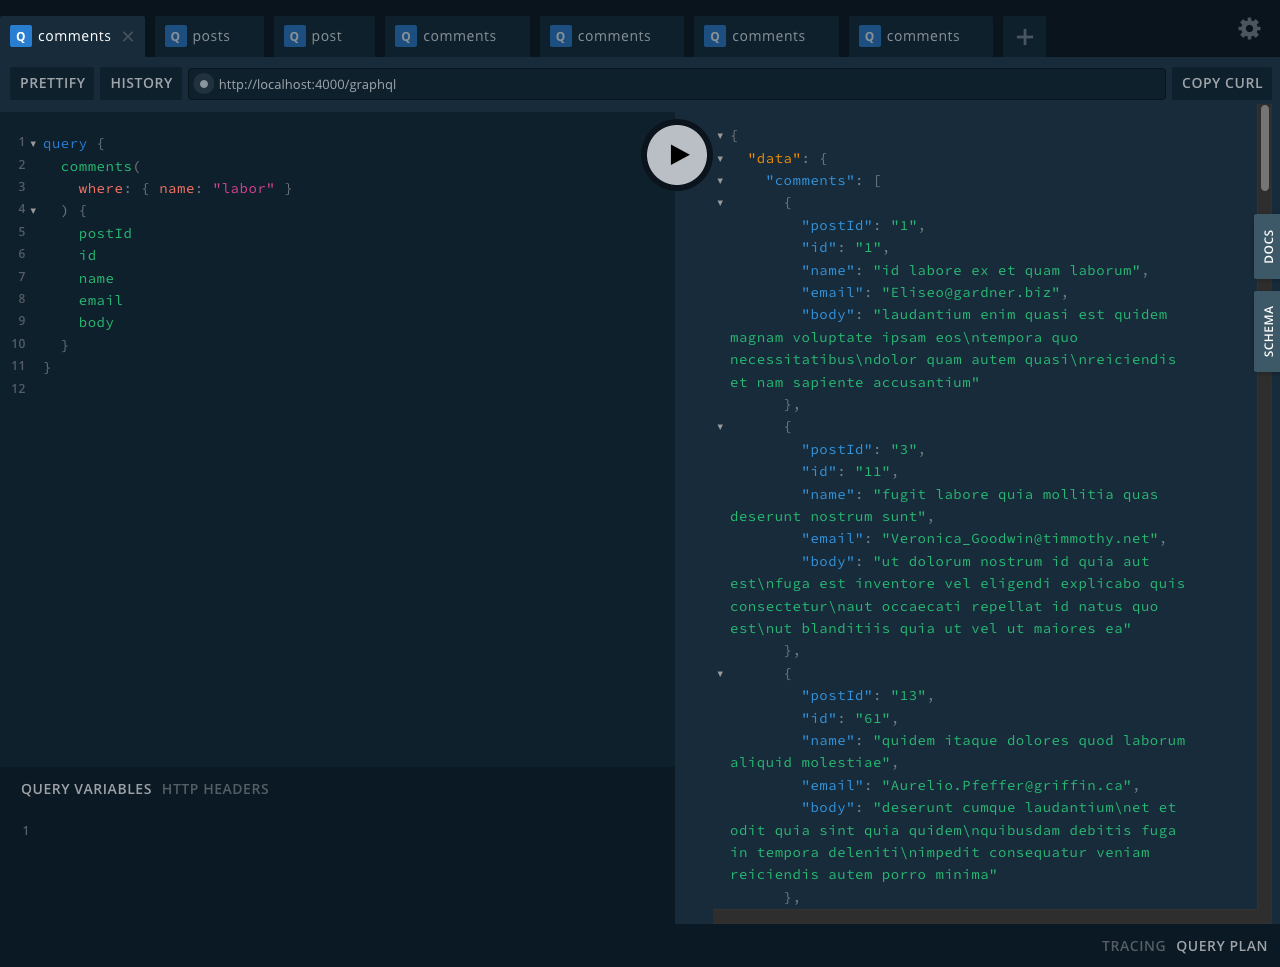 Q comments × Q posts Q post Q comments Q comments Q comments Q comments +
PRETTIFY HISTORY http://localhost:4000/graphql COPY CURL
1 query {
2 comments(
3 where: { name: "labor" }
4 ) {
5 postId
6 id
7 name
8 email
9 body
10 }
11 }
12
{
"data": {
"comments": [
{
"postId": "1",
"id": "1",
"name": "id labore ex et quam laborum",
"email": "Eliseo@gardner.biz",
"body": "laudantium enim quasi est quidem
magnam voluptate ipsam eos\ntempora quo
necessitatibus\ndolor quam autem quasi\nreiciendis
et nam sapiente accusantium"
},
{
"postId": "3",
"id": "11",
"name": "fugit labore quia mollitia quas
deserunt nostrum sunt",
"email": "Veronica_Goodwin@timmothy.net",
"body": "ut dolorum nostrum id quia aut
est\nfuga est inventore vel eligendi explicabo quis
consectetur\naut occaecati repellat id natus quo
est\nut blanditiis quia ut vel ut maiores ea"
},
{
"postId": "13",
"id": "61",
"name": "quidem itaque dolores quod laborum
aliquid molestiae",
"email": "Aurelio.Pfeffer@griffin.ca",
"body": "deserunt cumque laudantium\net et
odit quia sint quia quidem\nquibusdam debitis fuga
in tempora deleniti\nimpedit consequatur veniam
reiciendis autem porro minima"
},
DOCS
SCHEMA
QUERY VARIABLES HTTP HEADERS
1
TRACING QUERY PLAN